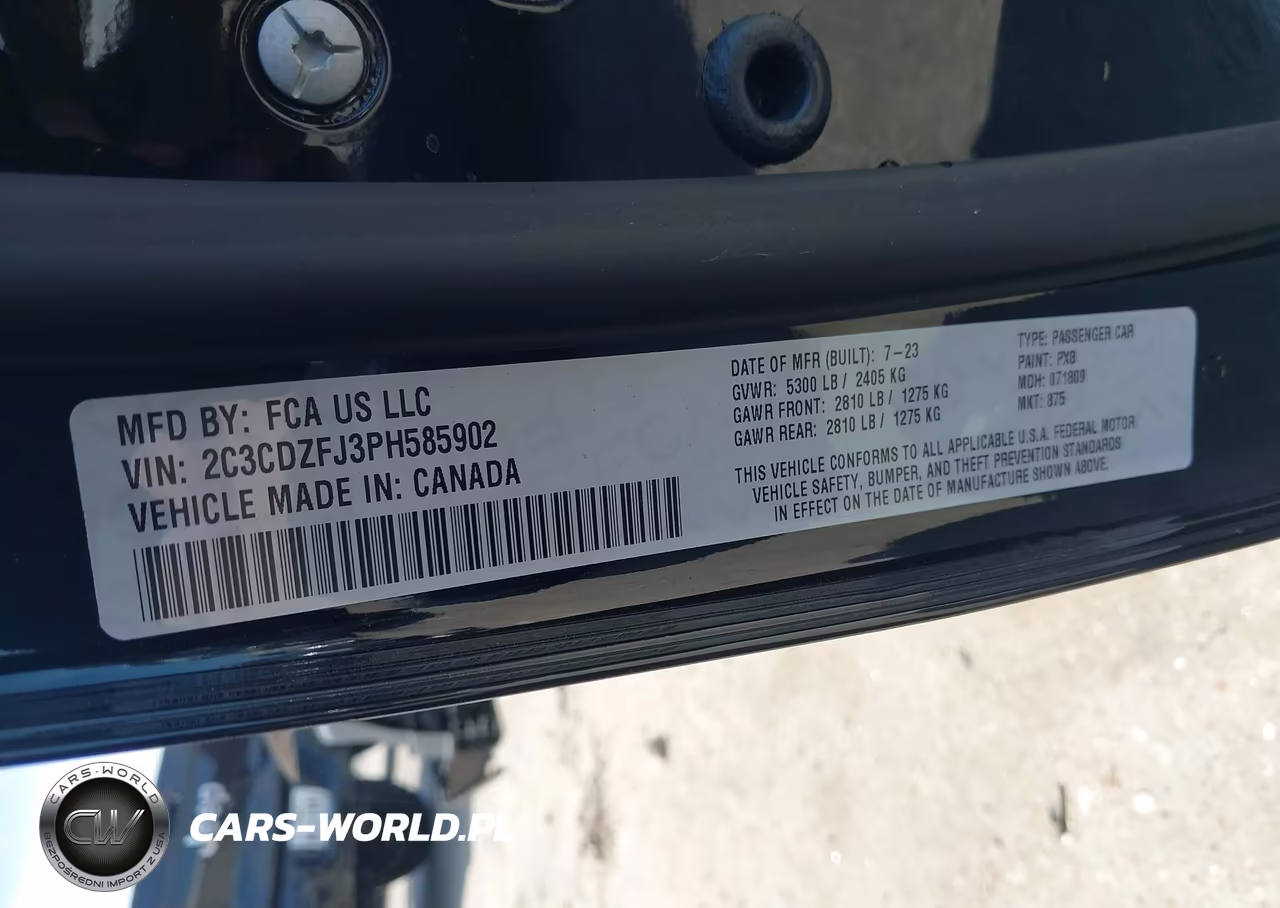 MFD BY: FCA US LLC
VIN: 2C3CDZFJ3PH585902
VEHICLE MADE IN: CANADA
DATE OF MFR (BUILT): 7-23
GVWR: 5300 LB / 2405 KG
GAWR FRONT: 2810 LB / 1275 KG
GAWR REAR: 2810 LB / 1275 KG
TYPE: PASSENGER CAR
PAINT: PX8
MDH: 071809
MKT: 875
THIS VEHICLE CONFORMS TO ALL APPLICABLE U.S.A. FEDERAL MOTOR
VEHICLE SAFETY, BUMPER, AND THEFT PREVENTION STANDARDS
IN EFFECT ON THE DATE OF MANUFACTURE SHOWN ABOVE.
CARS-WORLD
CW
BEZPOŚREDNI IMPORT Z USA
CARS-WORLD.PL